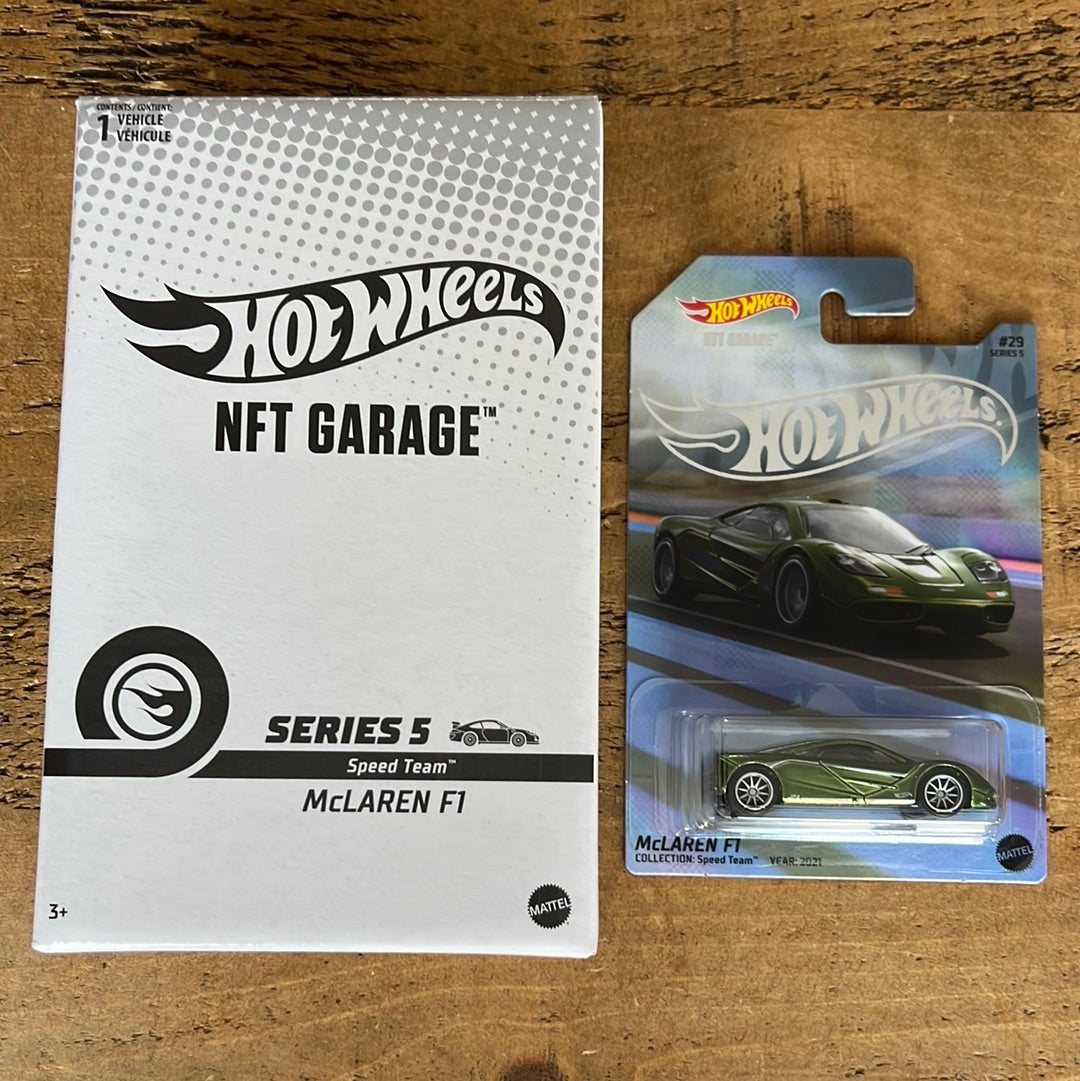 CONTENTS / CONTIENT:
1 VEHICLE
VÉHICULE
HOT WHEELS
NFT GARAGE™
SERIES 5
Speed Team™
McLAREN F1
3+
MATTEL
HOT WHEELS
NFT GARAGE™
#29
SERIES 5
HOT WHEELS®
McLAREN F1
COLLECTION: Speed Team™ YEAR: 2021
MATTEL